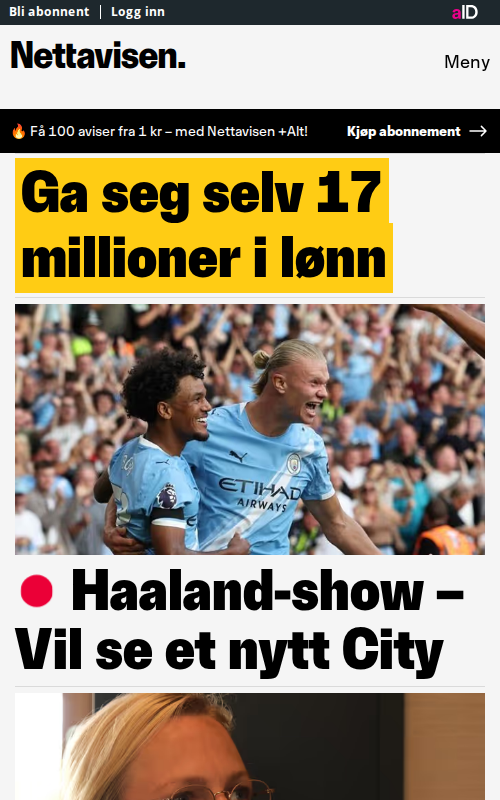 Bli abonnent | Logg inn
aID
Nettavisen.
Meny
🔥 Få 100 aviser fra 1 kr – med Nettavisen +Alt!
Kjøp abonnement →
Ga seg selv 17
millioner i lønn
ETIHAD
AIRWAYS
Haaland-show –
Vil se et nytt City